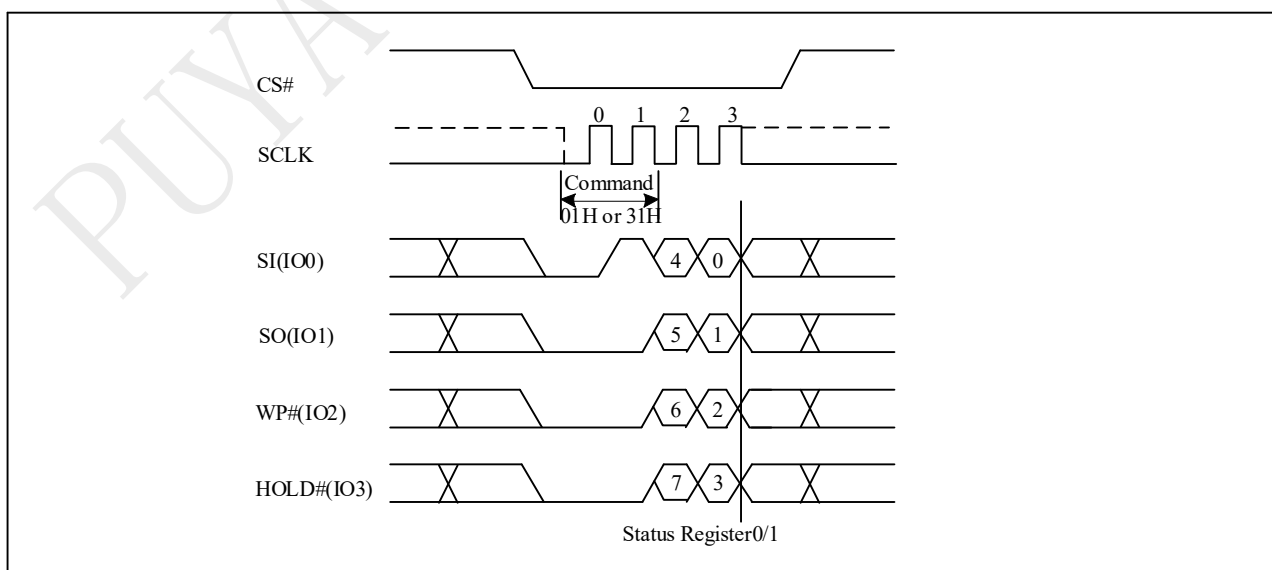 PUYA
CS#
0 1 2 3
SCLK
Command
01H or 31H
SI(IO0) 4 0
SO(IO1) 5 1
WP#(IO2) 6 2
HOLD#(IO3) 7 3
Status Register0/1